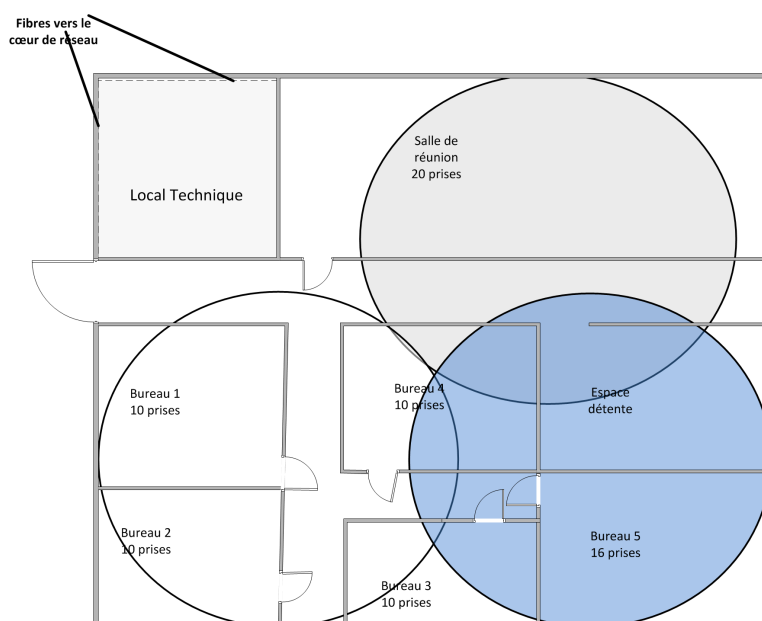 Fibres vers le
cœur de réseau
Salle de
réunion
20 prises
Local Technique
Bureau 1
10 prises
Bureau 4
10 prises
Espace
détente
Bureau 2
10 prises
Bureau 5
16 prises
Bureau 3
10 prises